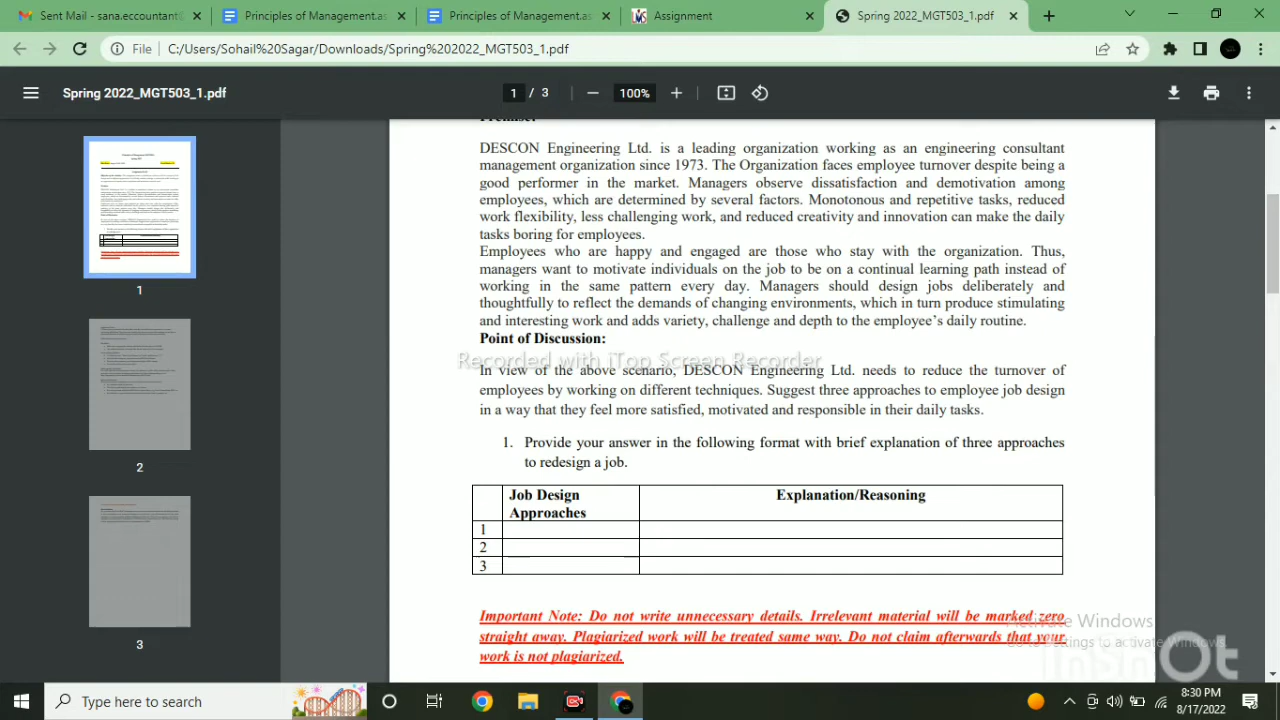 Sent Mail - sana.eccountant
Principles of Management.as
Principles of Management.as
Assignment
Spring 2022_MGT503_1.pdf
File
C:/Users/Sohail%20Sagar/Downloads/Spring%202022_MGT503_1.pdf
Spring 2022_MGT503_1.pdf
1 / 3
100%
Premise:
DESCON Engineering Ltd. is a leading organization working as an engineering consultant
management organization since 1973. The Organization faces employee turnover despite being a
good performer in the market. Managers observe dissatisfaction and demotivation among
employees, which are determined by several factors. Monotonous and repetitive tasks, reduced
work flexibility, less challenging work, and reduced creativity and innovation can make the daily
tasks boring for employees.
Employees who are happy and engaged are those who stay with the organization. Thus,
managers want to motivate individuals on the job to be on a continual learning path instead of
working in the same pattern every day. Managers should design jobs deliberately and
thoughtfully to reflect the demands of changing environments, which in turn produce stimulating
and interesting work and adds variety, challenge and depth to the employee's daily routine.
Point of Discussion:
Recorded with iTop Screen Recorder
In view of the above scenario, DESCON Engineering Ltd. needs to reduce the turnover of
employees by working on different techniques. Suggest three approaches to employee job design
in a way that they feel more satisfied, motivated and responsible in their daily tasks.
1. Provide your answer in the following format with brief explanation of three approaches
to redesign a job.
Job Design
Approaches
Explanation/Reasoning
1
2
3
Important Note: Do not write unnecessary details. Irrelevant material will be marked zero
straight away. Plagiarized work will be treated same way. Do not claim afterwards that your
work is not plagiarized.
Activate Windows
Go to Settings to activate Windows.
1
2
3
Type here to search
8:30 PM
8/17/2022